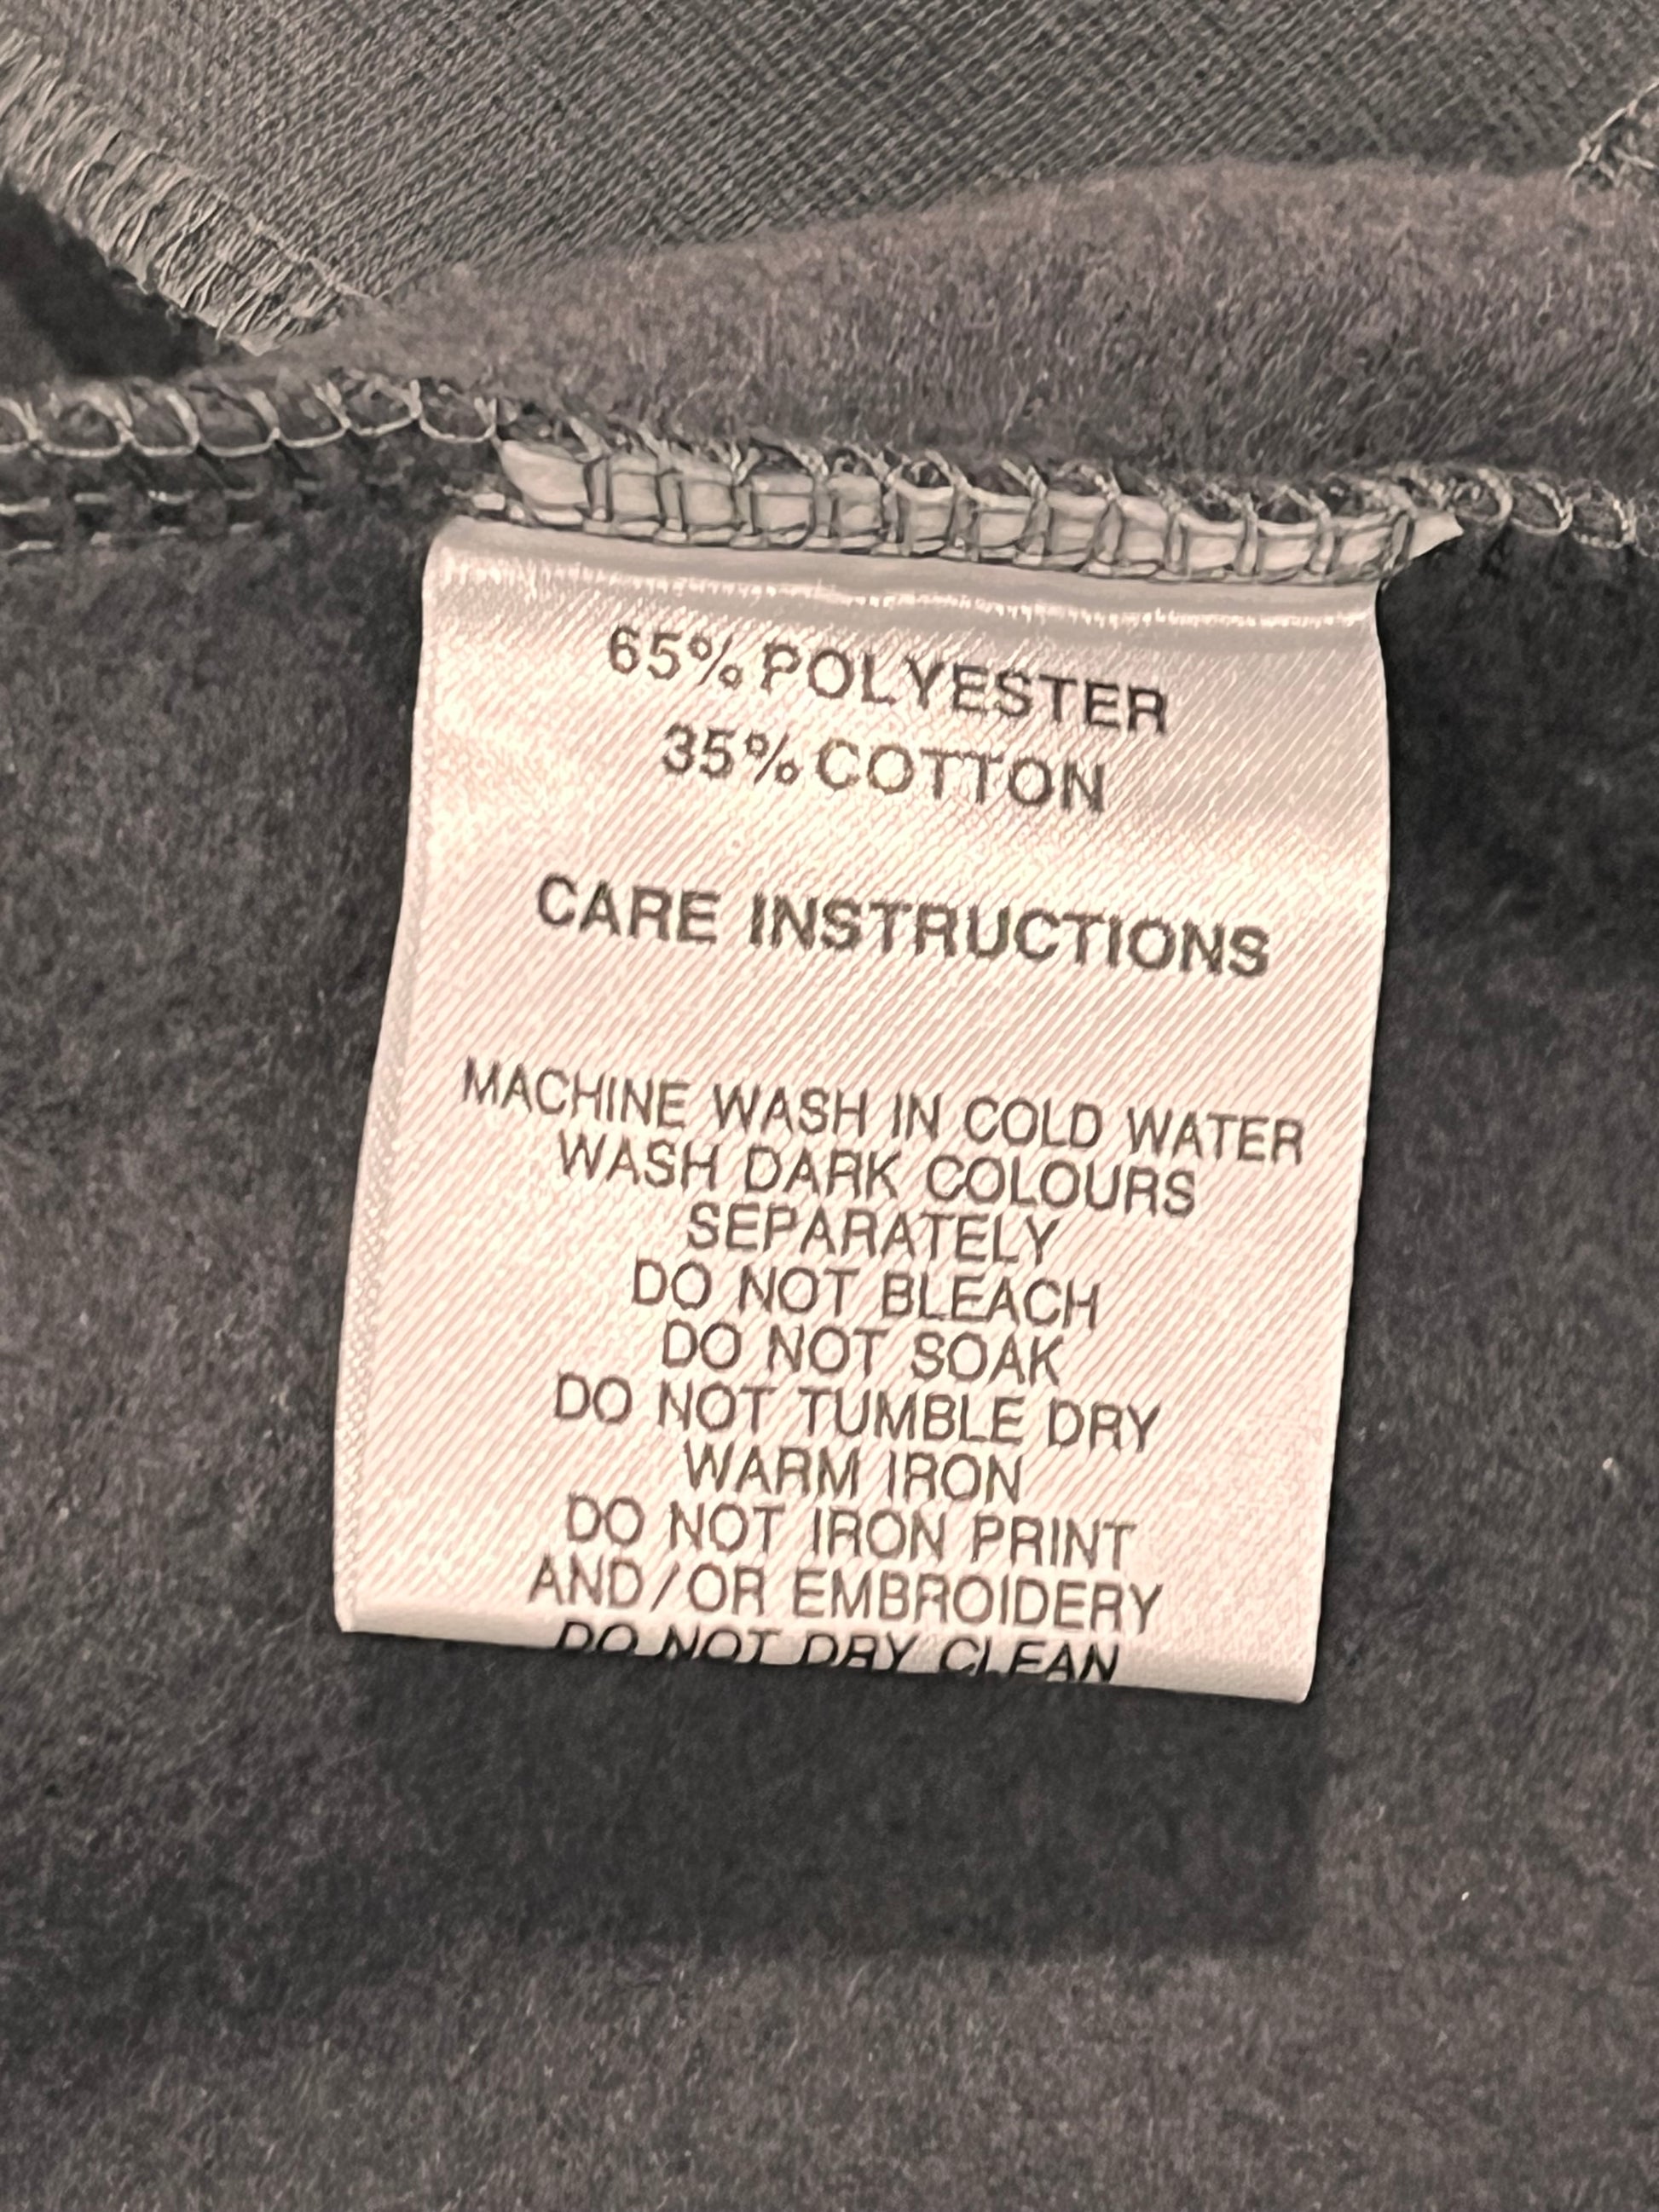 65% POLYESTER
35% COTTON
CARE INSTRUCTIONS
MACHINE WASH IN COLD WATER
WASH DARK COLOURS
SEPARATELY
DO NOT BLEACH
DO NOT SOAK
DO NOT TUMBLE DRY
WARM IRON
DO NOT IRON PRINT
AND/OR EMBROIDERY
DO NOT DRY CLEAN